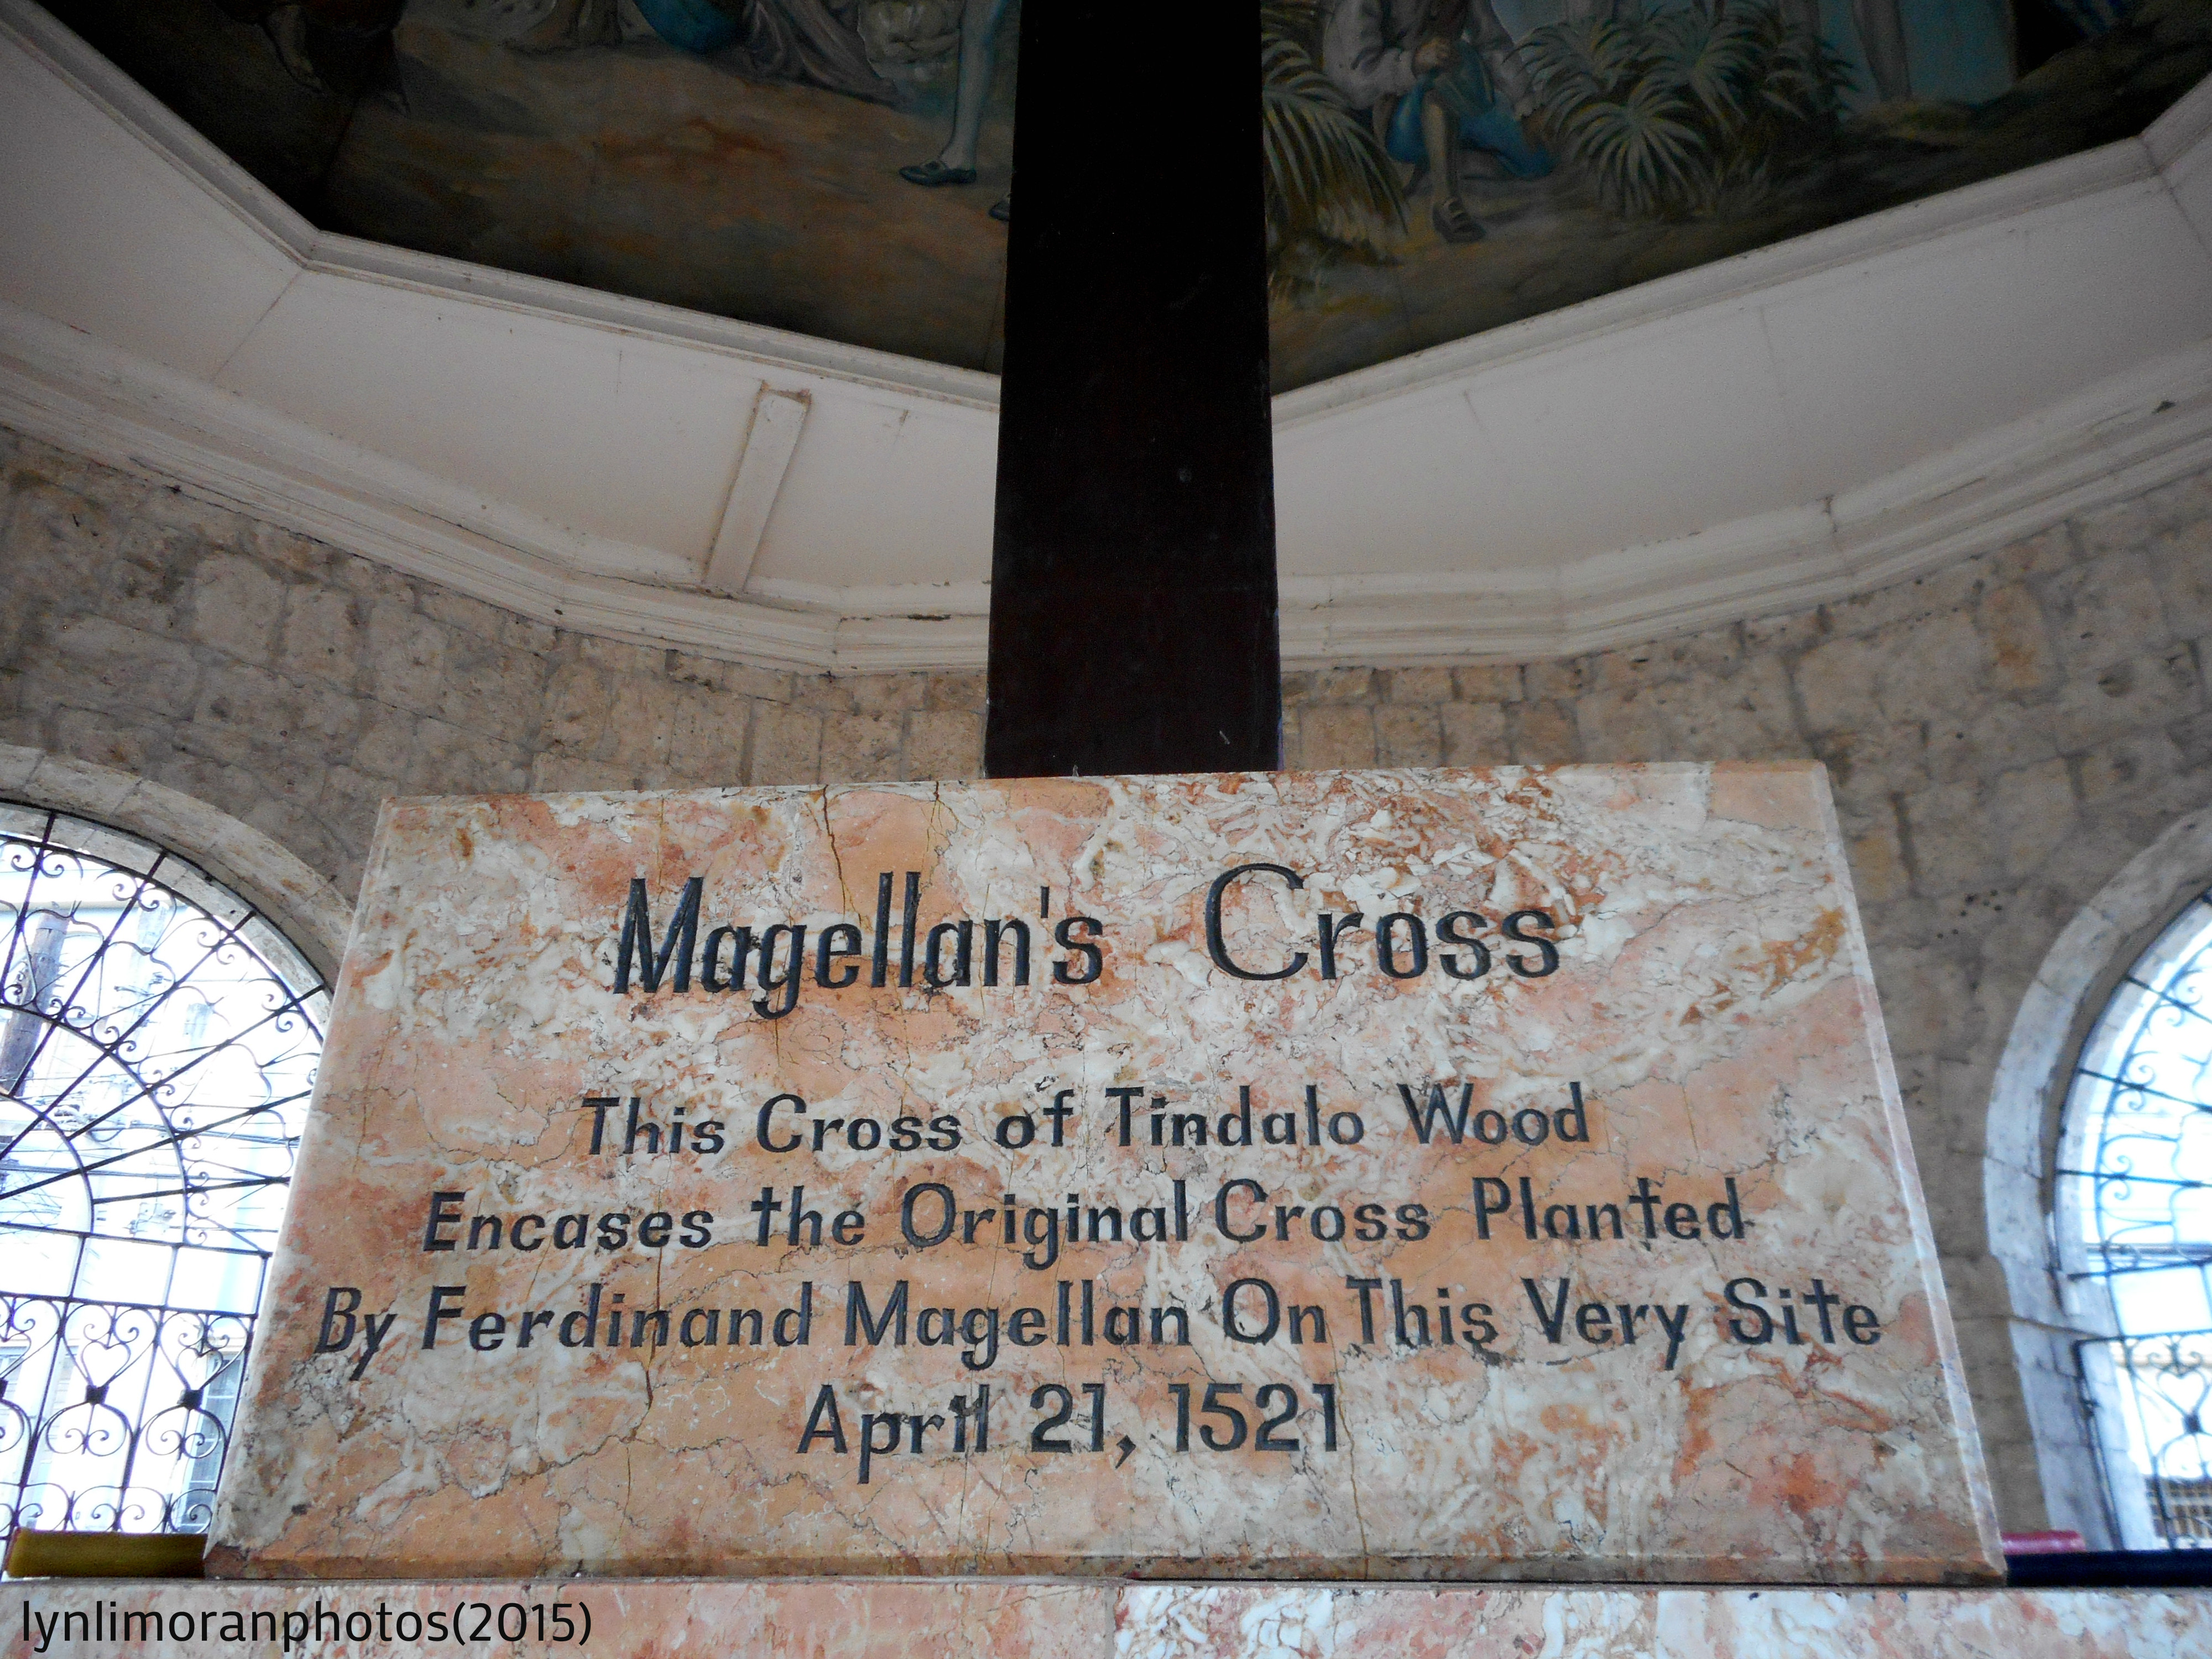 Magellan's Cross
This Cross of Tindalo Wood
Encases the Original Cross Planted
By Ferdinand Magellan On This Very Site
April 21, 1521
lynlimoranphotos(2015)